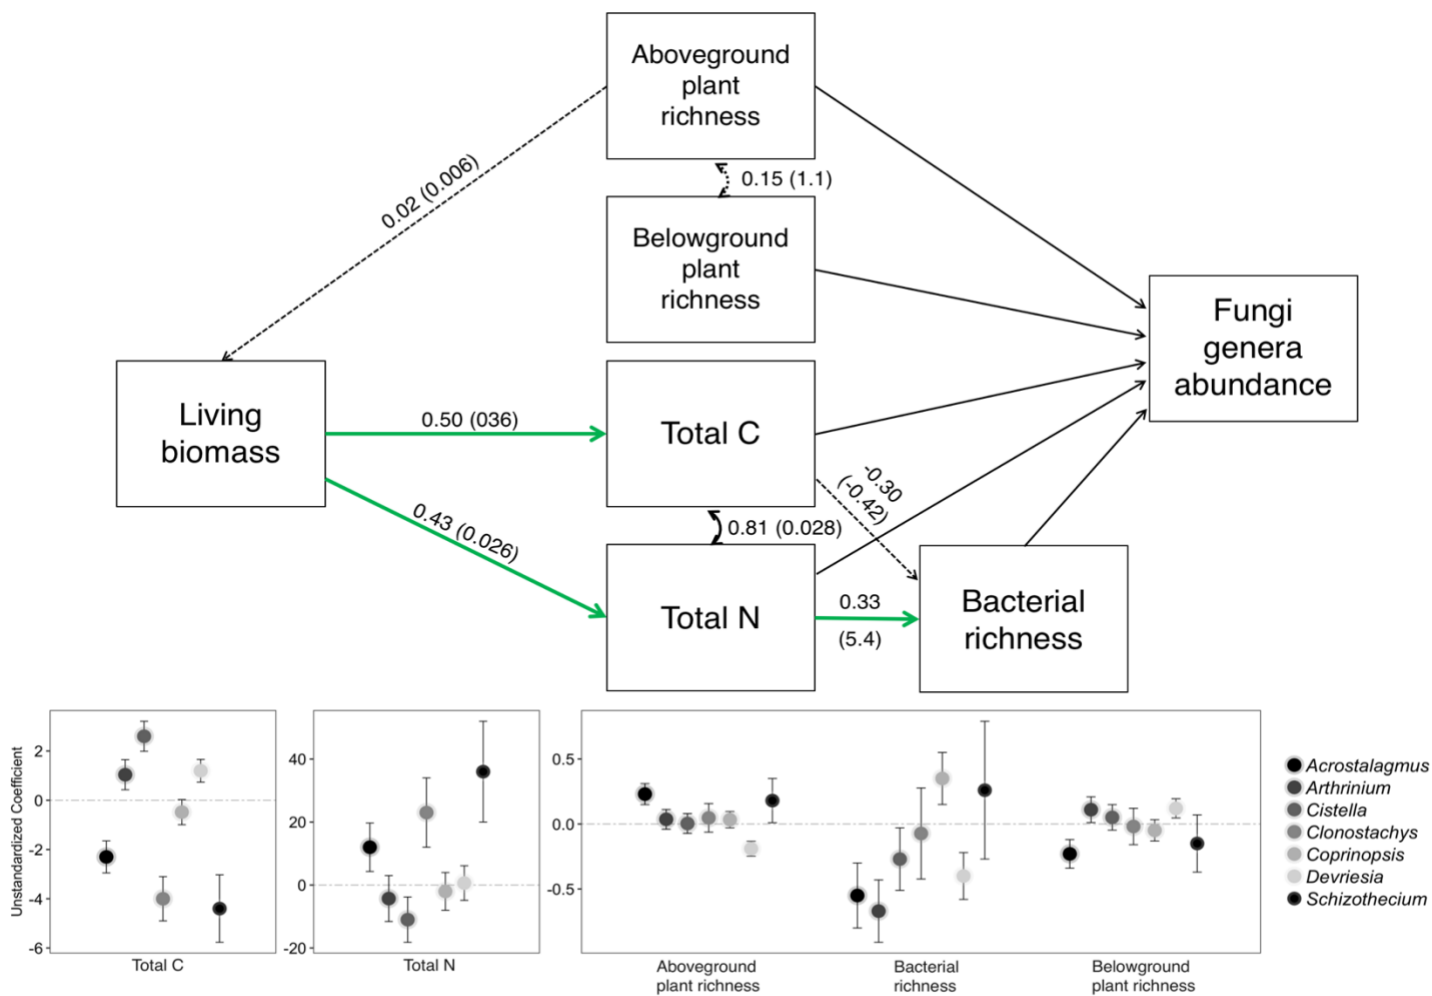 Aboveground
plant
richness
0.02 (0.006)
0.15 (1.1)
Belowground
plant
richness
Fungi
genera
abundance
Living
biomass
0.50 (036)
Total C
-0.30
(-0.42)
0.43 (0.026)
0.81 (0.028)
Total N
0.33
(5.4)
Bacterial
richness
Unstandardized Coefficient
2
0
-2
-4
-6
Total C
40
20
0
-20
Total N
0.5
0.0
-0.5
Aboveground
plant richness
Bacterial
richness
Belowground
plant richness
Acrostalagmus
Arthrinium
Cistella
Clonostachys
Coprinopsis
Devriesia
Schizothecium